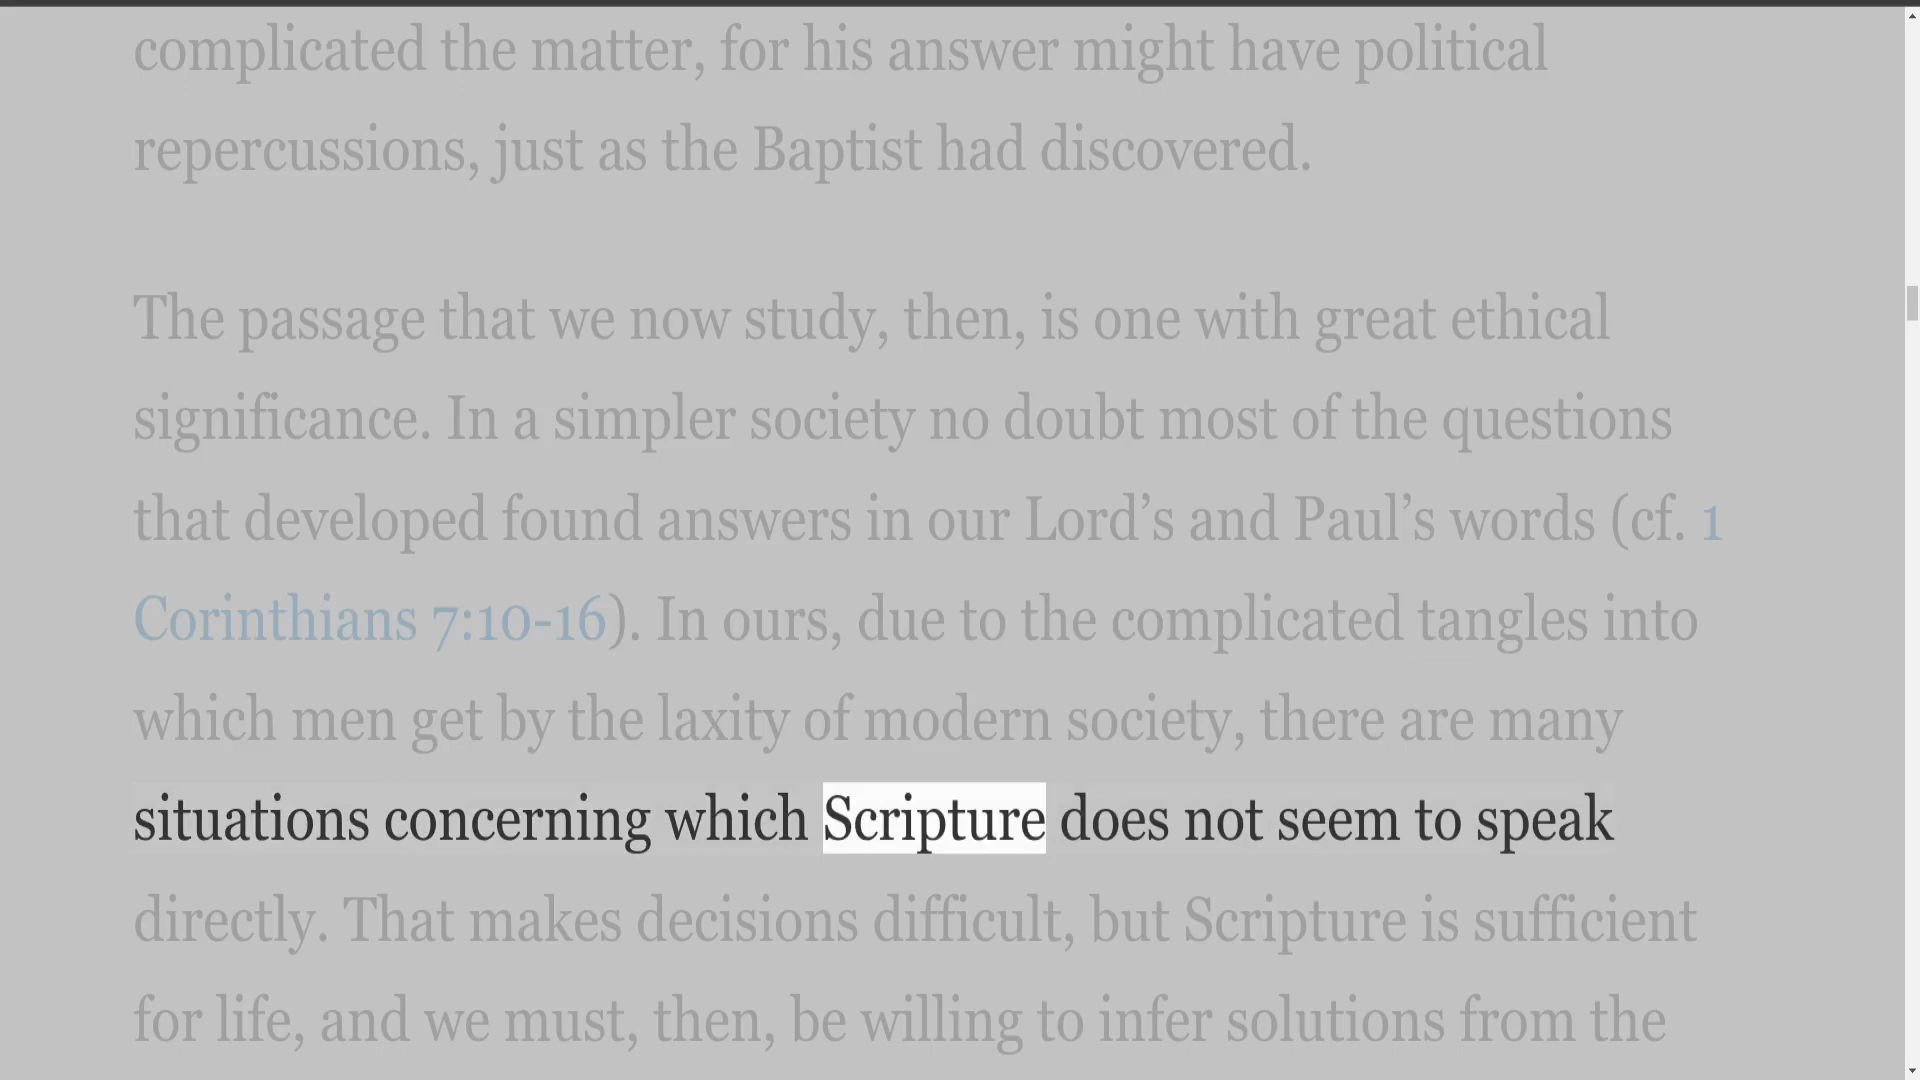 complicated the matter, for his answer might have political
repercussions, just as the Baptist had discovered.
The passage that we now study, then, is one with great ethical
significance. In a simpler society no doubt most of the questions
that developed found answers in our Lord’s and Paul’s words (cf. 1
Corinthians 7:10-16). In ours, due to the complicated tangles into
which men get by the laxity of modern society, there are many
situations concerning which Scripture does not seem to speak
directly. That makes decisions difficult, but Scripture is sufficient
for life, and we must, then, be willing to infer solutions from the